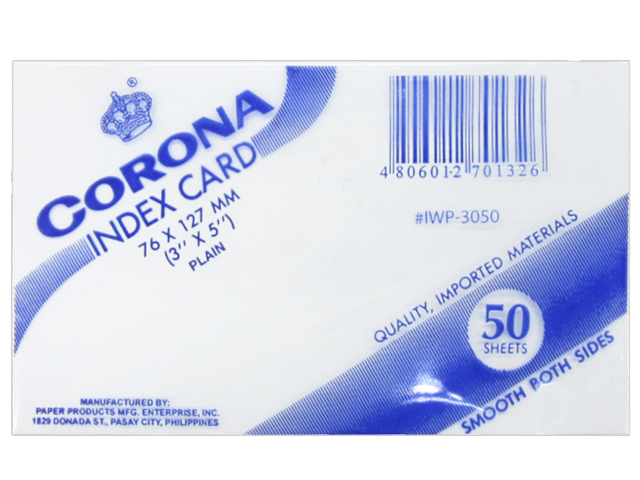 ®
CORONA
INDEX CARD
76 X 127 MM
(3" X 5")
PLAIN
4 806012 701326
#IWP-3050
QUALITY, IMPORTED MATERIALS
50
SHEETS
SMOOTH BOTH SIDES
MANUFACTURED BY:
PAPER PRODUCTS MFG. ENTERPRISE, INC.
1829 DONADA ST., PASAY CITY, PHILIPPINES